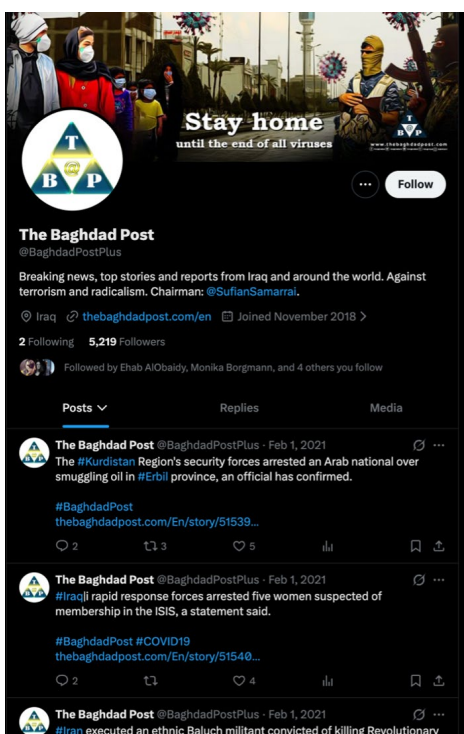 Stay home
until the end of all viruses
T
B P
www.thebaghdadpost.com
T
B P
Follow
The Baghdad Post
@BaghdadPostPlus
Breaking news, top stories and reports from Iraq and around the world. Against
terrorism and radicalism. Chairman: @SufianSamarrai.
Iraq thebaghdadpost.com/en Joined November 2018
2 Following 5,219 Followers
Followed by Ehab AlObaidy, Monika Borgmann, and 4 others you follow
Posts Replies Media
The Baghdad Post @BaghdadPostPlus · Feb 1, 2021
The #Kurdistan Region's security forces arrested an Arab national over
smuggling oil in #Erbil province, an official has confirmed.
#BaghdadPost
thebaghdadpost.com/En/story/51539...
2 3 5
The Baghdad Post @BaghdadPostPlus · Feb 1, 2021
#Iraq|i rapid response forces arrested five women suspected of
membership in the ISIS, a statement said.
#BaghdadPost #COVID19
thebaghdadpost.com/En/story/51540...
2 4
The Baghdad Post @BaghdadPostPlus · Feb 1, 2021
#Iran executed an ethnic Baluch militant convicted of killing Revolutionary